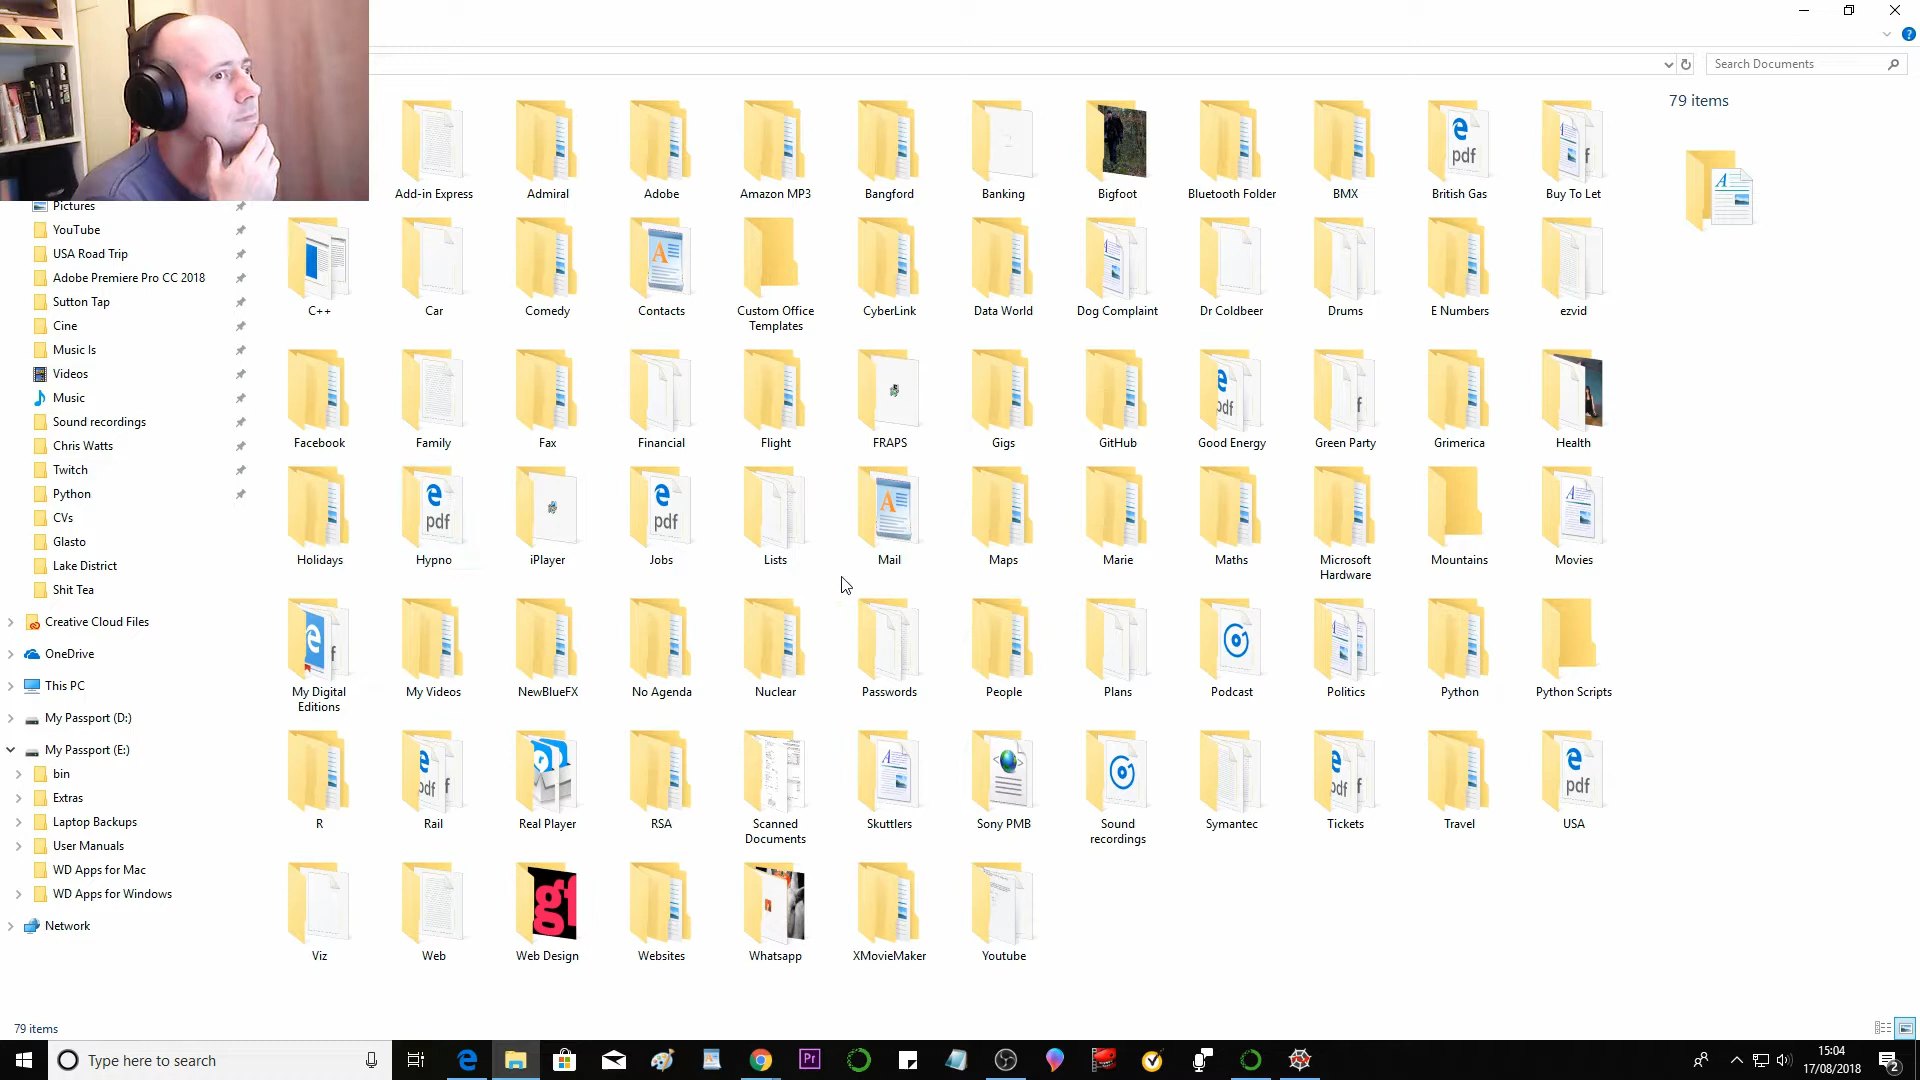 Search Documents
79 items
Add-in Express
Admiral
Adobe
Amazon MP3
Bangford
Banking
Bigfoot
Bluetooth Folder
BMX
British Gas
Buy To Let
C++
Car
Comedy
Contacts
Custom Office
Templates
CyberLink
Data World
Dog Complaint
Dr Coldbeer
Drums
E Numbers
ezvid
Facebook
Family
Fax
Financial
Flight
FRAPS
Gigs
GitHub
Good Energy
Green Party
Grimerica
Health
Holidays
Hypno
iPlayer
Jobs
Lists
Mail
Maps
Marie
Maths
Microsoft
Hardware
Mountains
Movies
My Digital
Editions
My Videos
NewBlueFX
No Agenda
Nuclear
Passwords
People
Plans
Podcast
Politics
Python
Python Scripts
R
Rail
Real Player
RSA
Scanned
Documents
Skuttlers
Sony PMB
Sound
recordings
Symantec
Tickets
Travel
USA
Viz
Web
Web Design
Websites
Whatsapp
XMovieMaker
Youtube
Pictures
YouTube
USA Road Trip
Adobe Premiere Pro CC 2018
Sutton Tap
Cine
Music Is
Videos
Music
Sound recordings
Chris Watts
Twitch
Python
CVs
Glasto
Lake District
Shit Tea
Creative Cloud Files
OneDrive
This PC
My Passport (D:)
My Passport (E:)
bin
Extras
Laptop Backups
User Manuals
WD Apps for Mac
WD Apps for Windows
Network
79 items
Type here to search
15:04
17/08/2018
2
pdf
pdf
pdf
pdf
gf
Pr